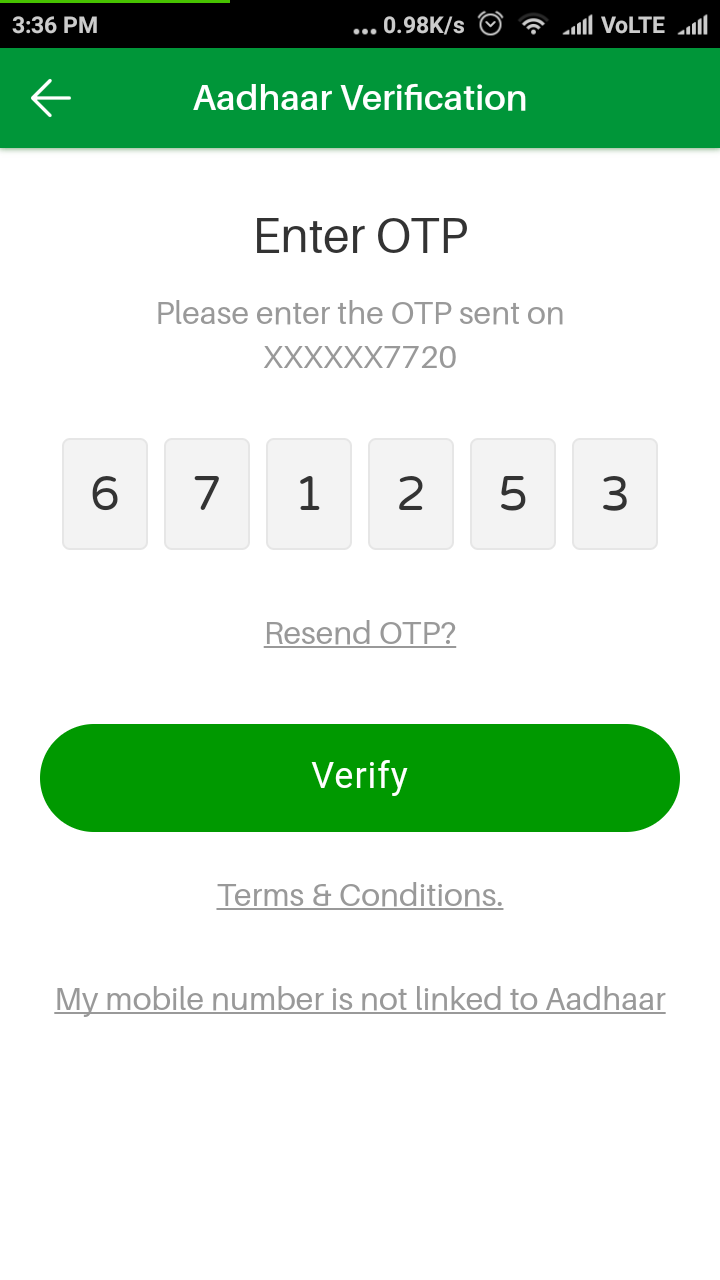 3:36 PM ... 0.98K/s VoLTE
Aadhaar Verification
Enter OTP
Please enter the OTP sent on
XXXXXX7720
6 7 1 2 5 3
Resend OTP?
Verify
Terms & Conditions.
My mobile number is not linked to Aadhaar